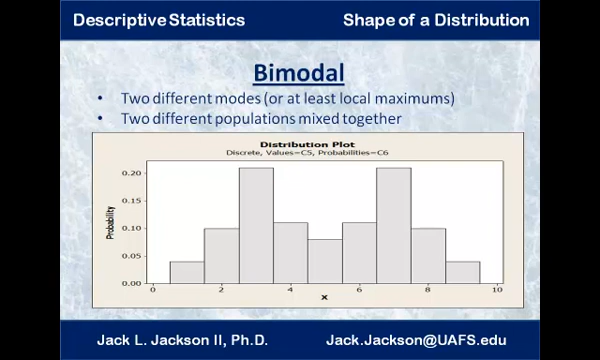 Descriptive Statistics
Shape of a Distribution
Bimodal
• Two different modes (or at least local maximums)
• Two different populations mixed together
Distribution Plot
Discrete, Values=C5, Probabilities=C6
Probability
0.20
0.15
0.10
0.05
0.00
0 2 4 6 8 10
x
Jack L. Jackson II, Ph.D.
Jack.Jackson@UAFS.edu